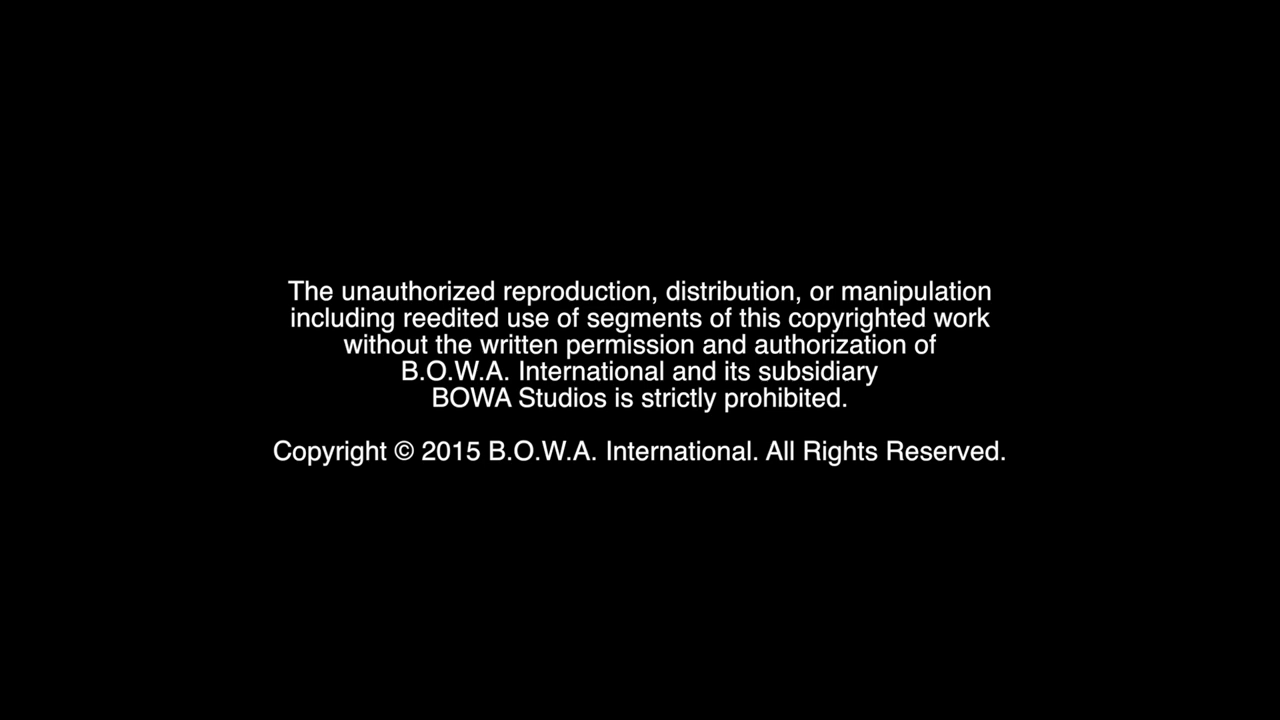 The unauthorized reproduction, distribution, or manipulation
including reedited use of segments of this copyrighted work
without the written permission and authorization of
B.O.W.A. International and its subsidiary
BOWA Studios is strictly prohibited.
Copyright © 2015 B.O.W.A. International. All Rights Reserved.